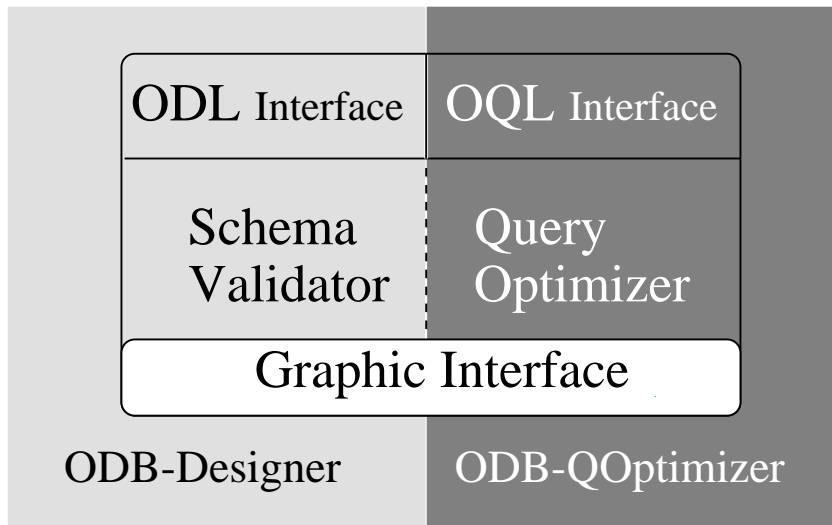 ODL Interface
OQL Interface
Schema
Validator
Query
Optimizer
Graphic Interface
ODB-Designer
ODB-QOptimizer